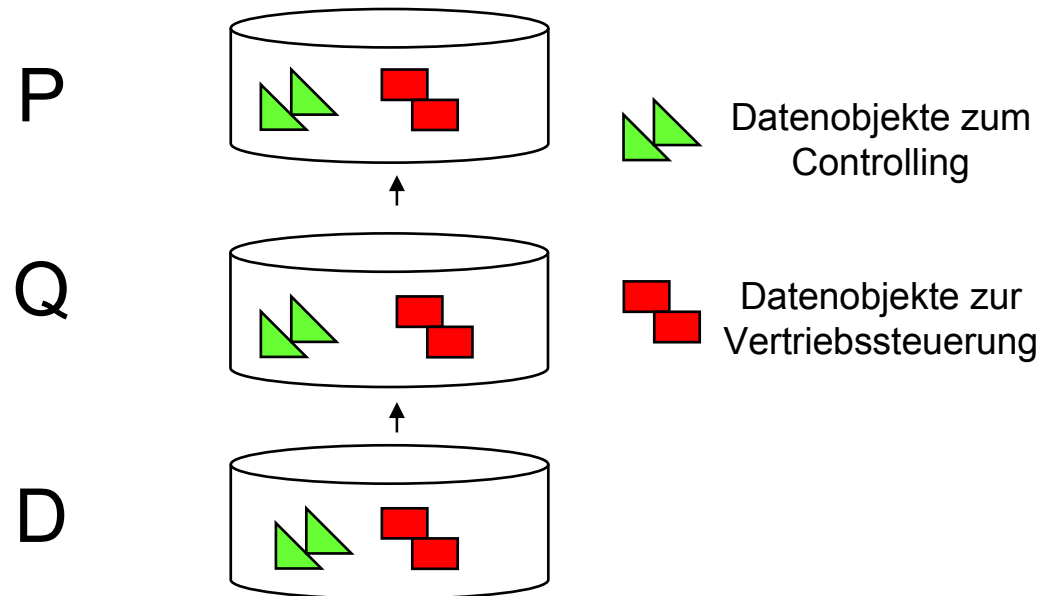 P
Datenobjekte zum
Controlling
Q
Datenobjekte zur
Vertriebssteuerung
D